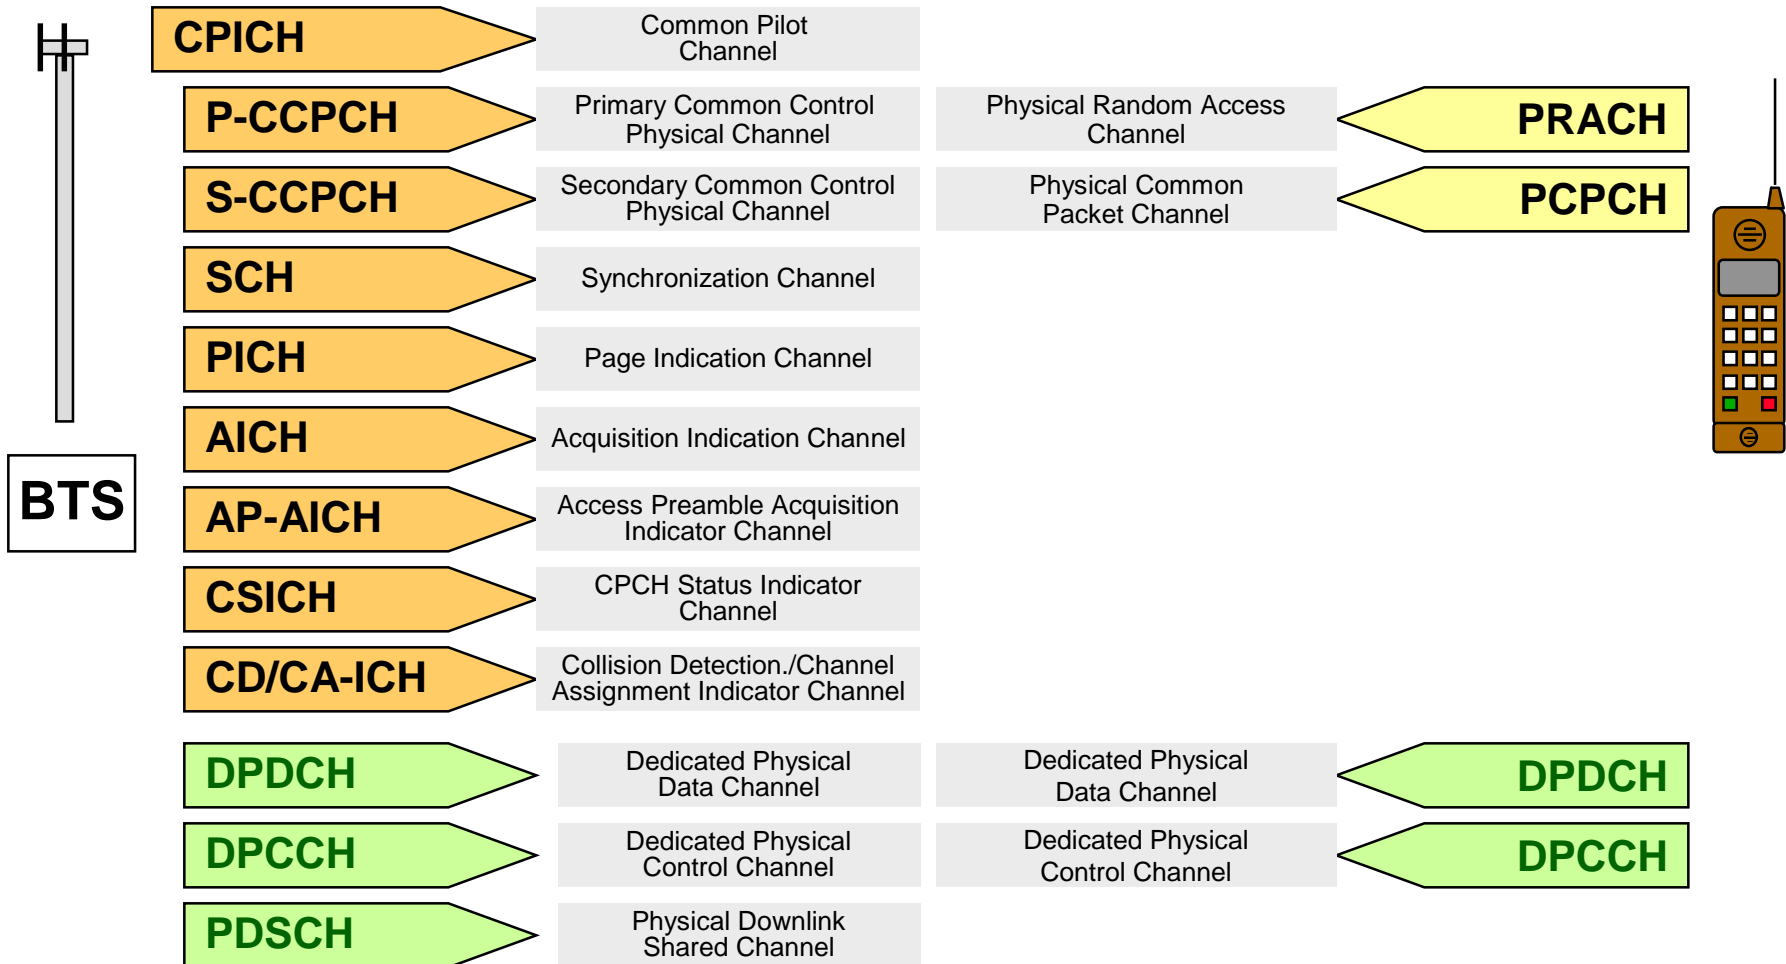 CPICH
Common Pilot
Channel
P-CCPCH
Primary Common Control
Physical Channel
Physical Random Access
Channel
PRACH
S-CCPCH
Secondary Common Control
Physical Channel
Physical Common
Packet Channel
PCPCH
SCH
Synchronization Channel
PICH
Page Indication Channel
AICH
Acquisition Indication Channel
BTS
AP-AICH
Access Preamble Acquisition
Indicator Channel
CSICH
CPCH Status Indicator
Channel
CD/CA-ICH
Collision Detection./Channel
Assignment Indicator Channel
DPDCH
Dedicated Physical
Data Channel
Dedicated Physical
Data Channel
DPDCH
DPCCH
Dedicated Physical
Control Channel
Dedicated Physical
Control Channel
DPCCH
PDSCH
Physical Downlink
Shared Channel